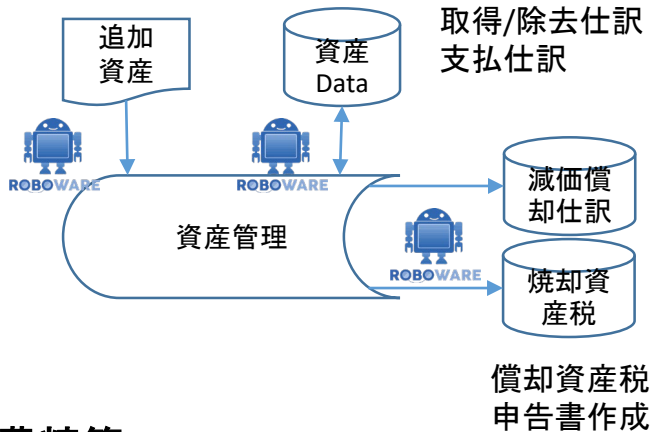 取得/除去仕訳
支払仕訳
追加
資産
資産
Data
ROBOWARE
ROBOWARE
減価償
却仕訳
資産管理
ROBOWARE
焼却資
産税
償却資産税
申告書作成